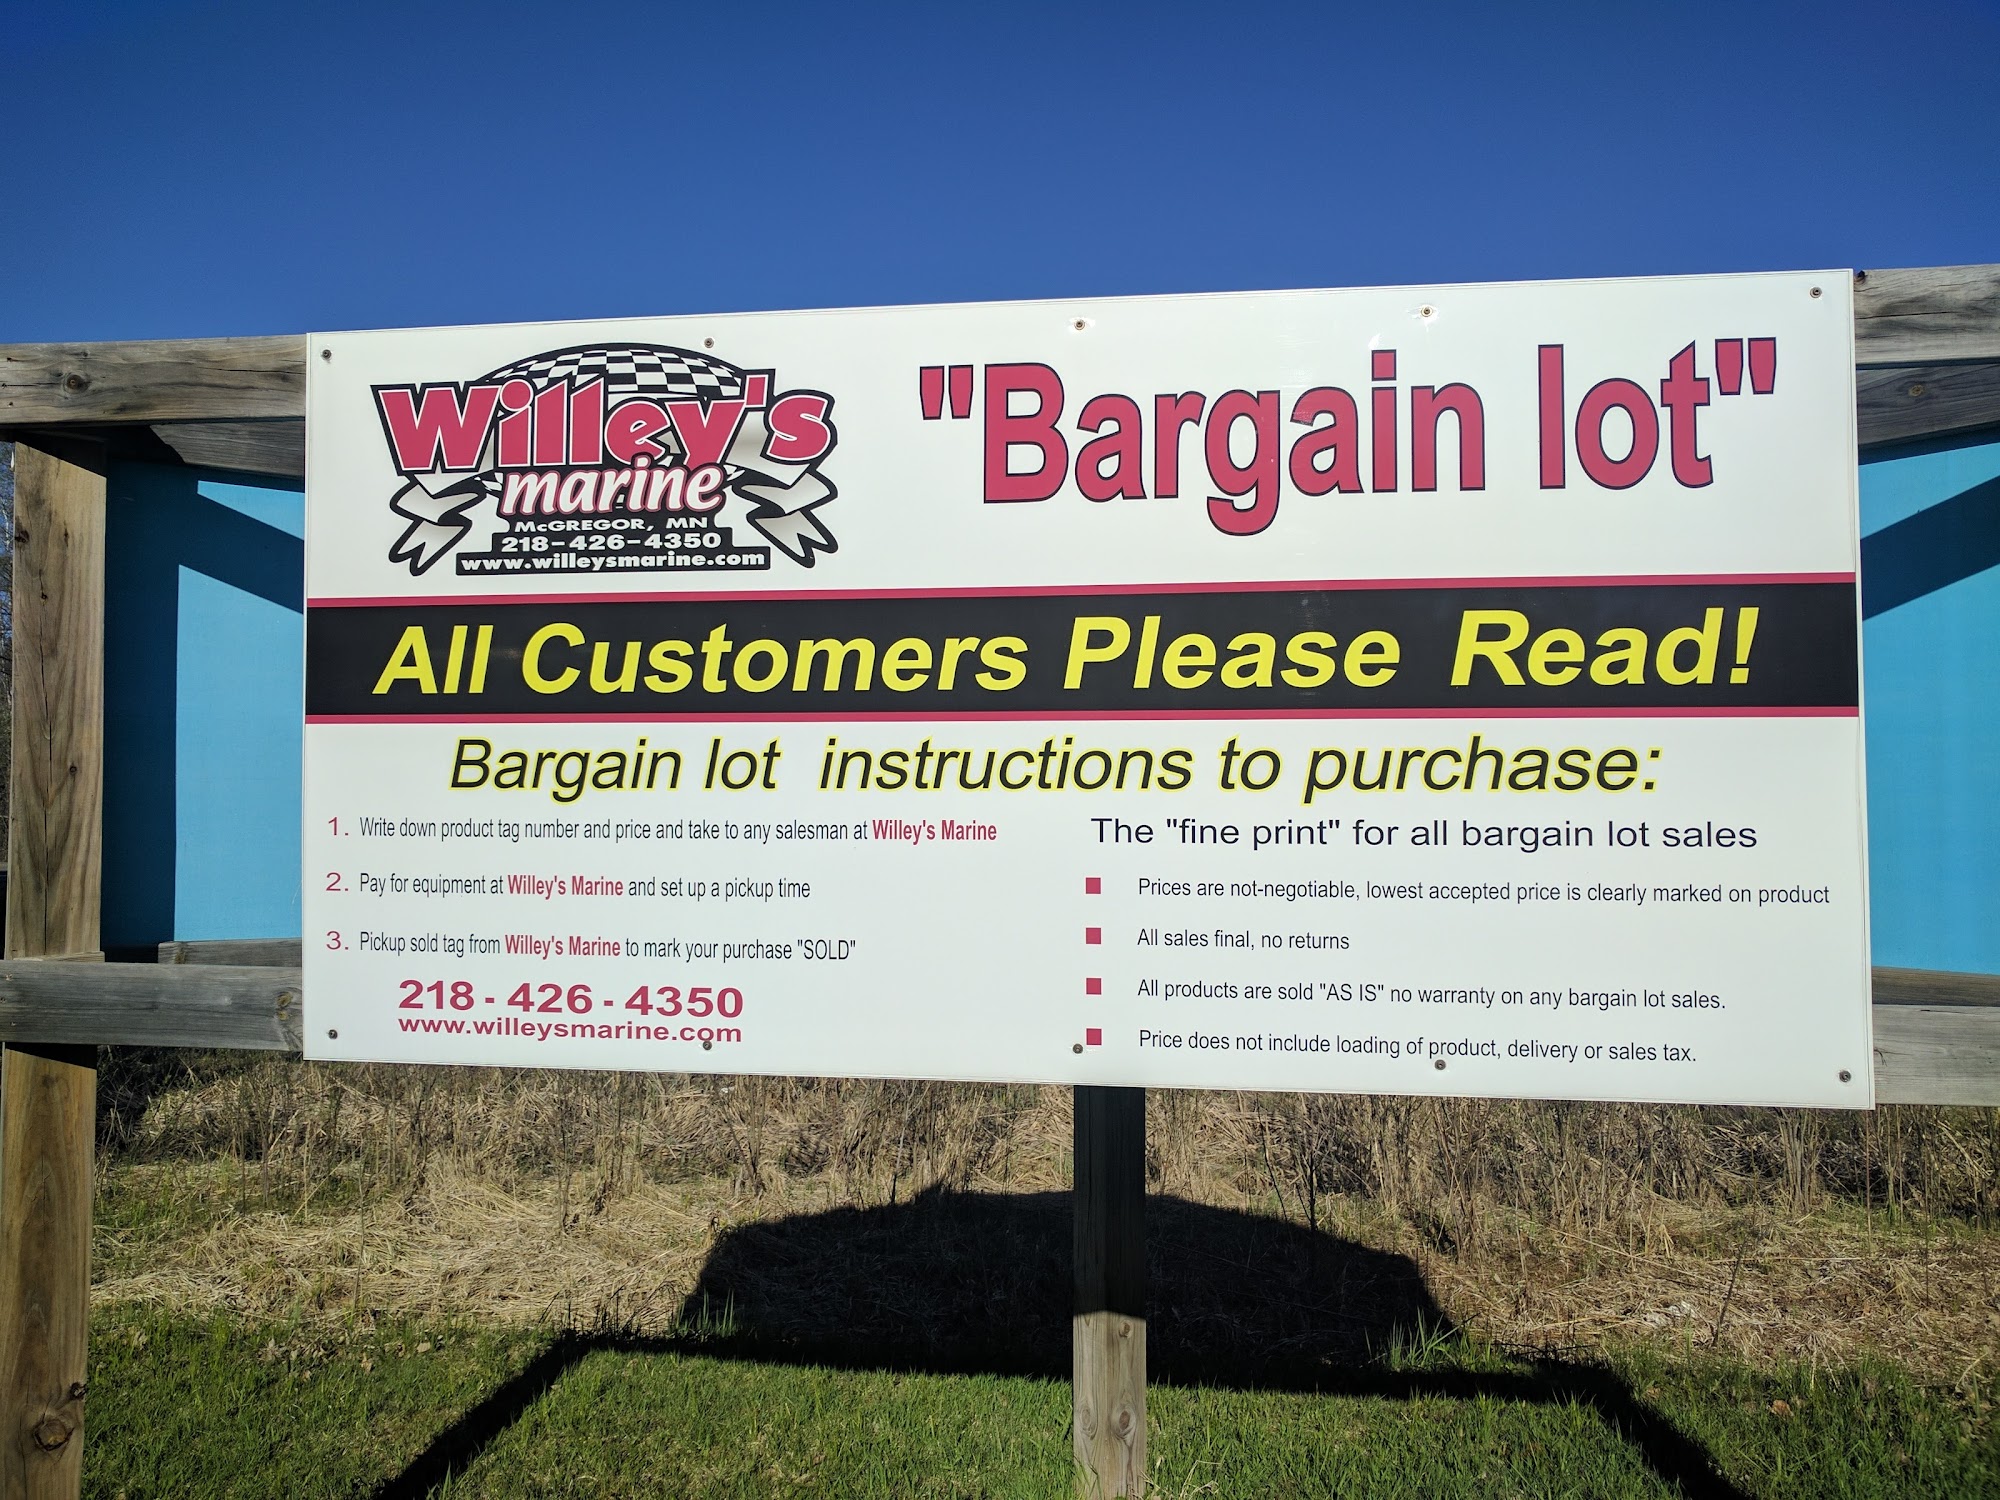 Willey's
marine
McGREGOR, MN
218-426-4350
www.willeysmarine.com
"Bargain lot"
All Customers Please Read!
Bargain lot instructions to purchase:
1. Write down product tag number and price and take to any salesman at Willey's Marine
2. Pay for equipment at Willey's Marine and set up a pickup time
3. Pickup sold tag from Willey's Marine to mark your purchase "SOLD"
218 - 426 - 4350
www.willeysmarine.com
The "fine print" for all bargain lot sales
Prices are not-negotiable, lowest accepted price is clearly marked on product
All sales final, no returns
All products are sold "AS IS" no warranty on any bargain lot sales.
Price does not include loading of product, delivery or sales tax.